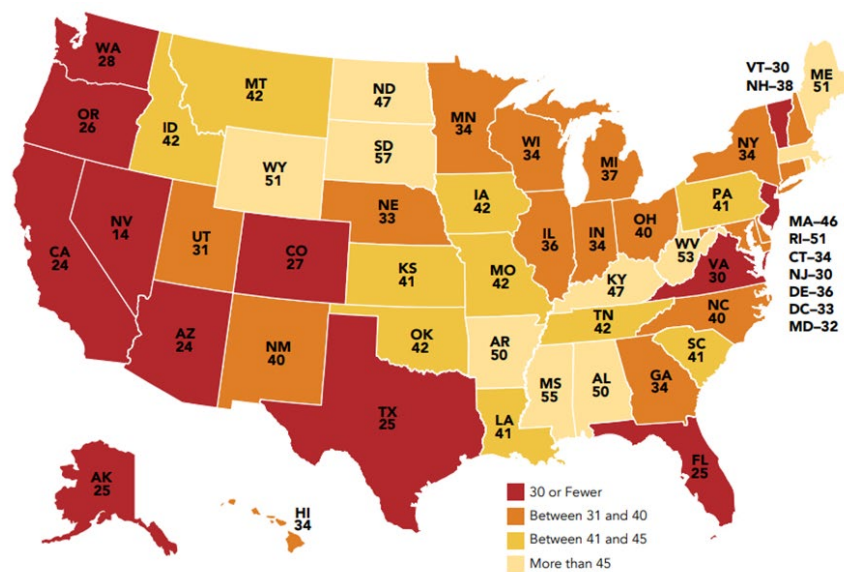 WA
28
OR
26
CA
24
NV
14
ID
42
MT
42
WY
51
UT
31
AZ
24
CO
27
NM
40
ND
47
SD
57
NE
33
KS
41
OK
42
TX
25
MN
34
IA
42
MO
42
AR
50
LA
41
WI
34
IL
36
MS
55
MI
37
IN
34
KY
47
TN
42
AL
50
OH
40
WV
53
VA
30
NC
40
SC
41
GA
34
FL
25
PA
41
NY
34
VT–30
NH–38
ME
51
MA–46
RI–51
CT–34
NJ–30
DE–36
DC–33
MD–32
AK
25
HI
34
30 or Fewer
Between 31 and 40
Between 41 and 45
More than 45